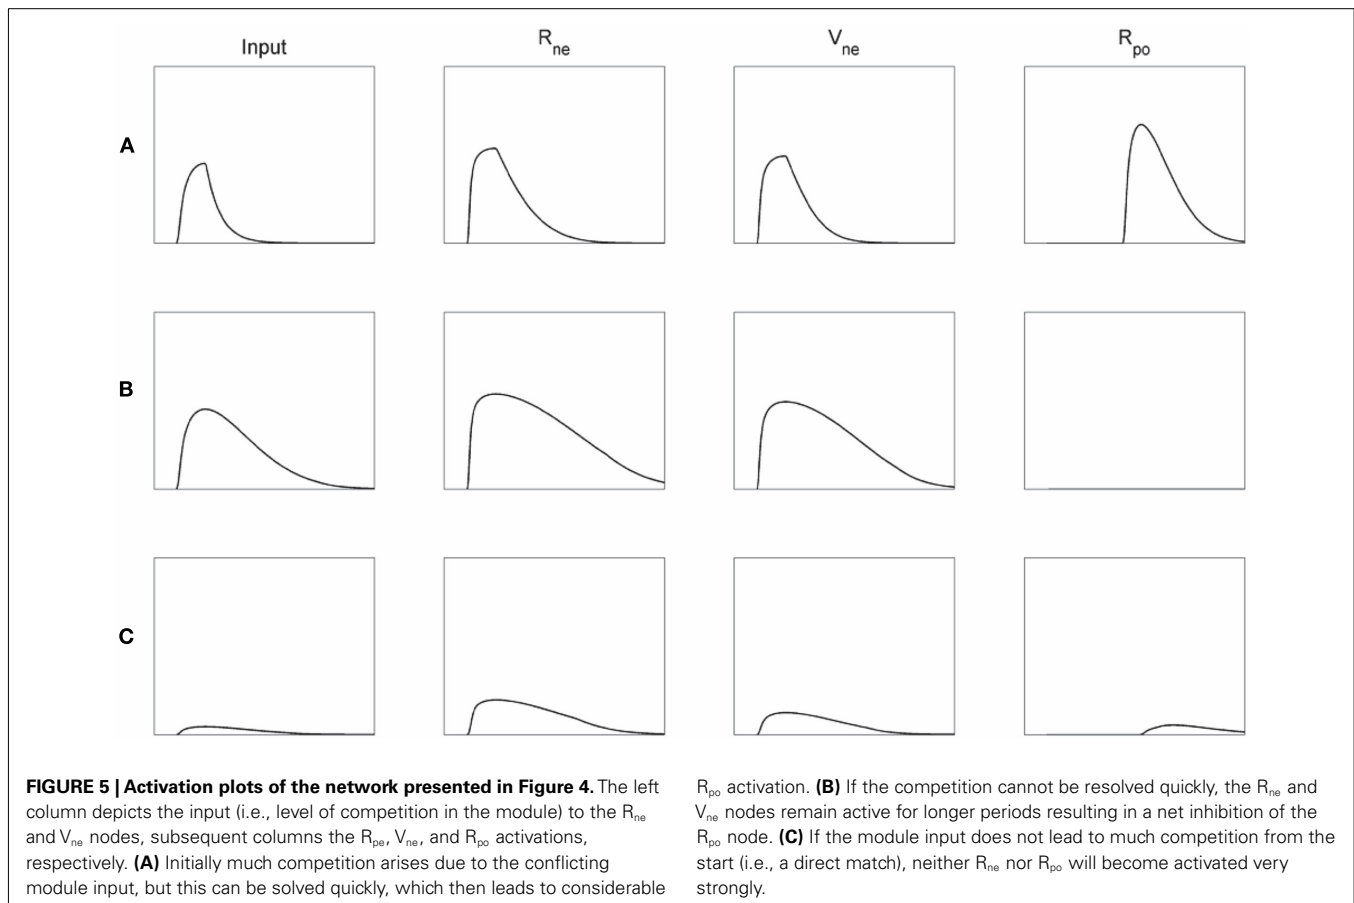 Input
R_ne
V_ne
R_po
A
B
C
FIGURE 5 | Activation plots of the network presented in Figure 4. The left
column depicts the input (i.e., level of competition in the module) to the R_ne
and V_ne nodes, subsequent columns the R_pe, V_ne, and R_po activations,
respectively. (A) Initially much competition arises due to the conflicting
module input, but this can be solved quickly, which then leads to considerable
R_po activation. (B) If the competition cannot be resolved quickly, the R_ne and
V_ne nodes remain active for longer periods resulting in a net inhibition of the
R_po node. (C) If the module input does not lead to much competition from the
start (i.e., a direct match), neither R_ne nor R_po will become activated very
strongly.